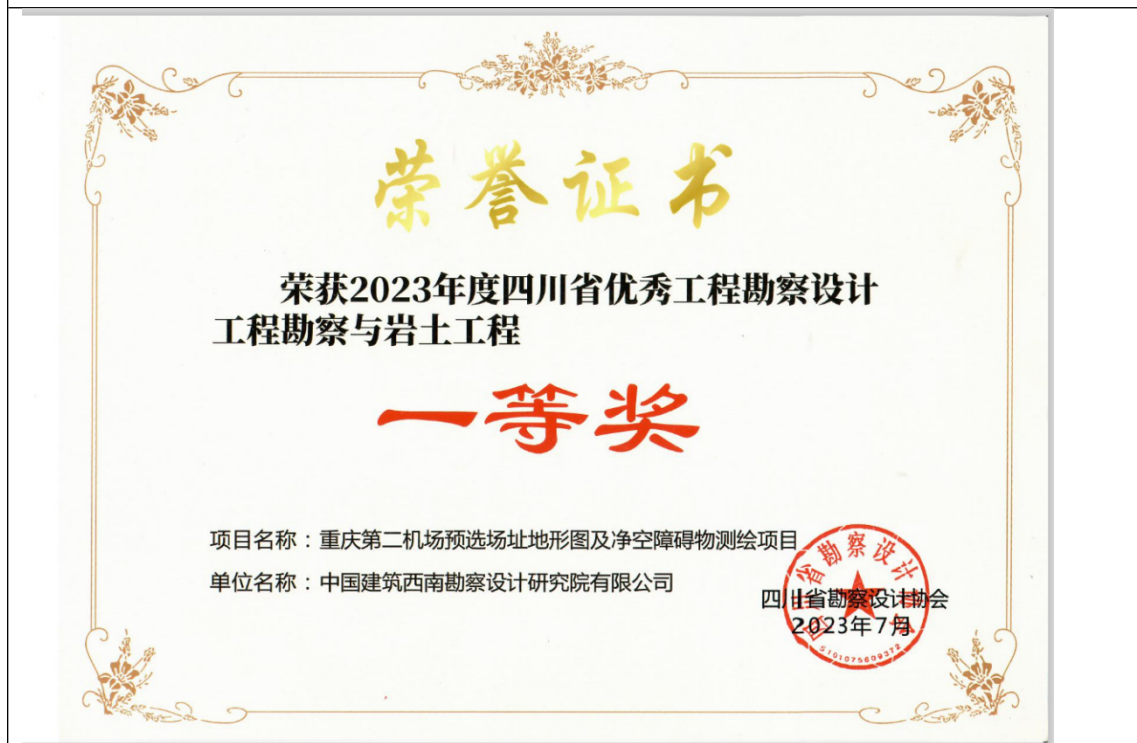 荣誉证书
荣获2023年度四川省优秀工程勘察设计
工程勘察与岩土工程
一等奖
项目名称：重庆第二机场预选场址地形图及净空障碍物测绘项目
单位名称：中国建筑西南勘察设计研究院有限公司
四川省勘察设计协会
2023年7月
四川省勘察设计协会
5101075609372